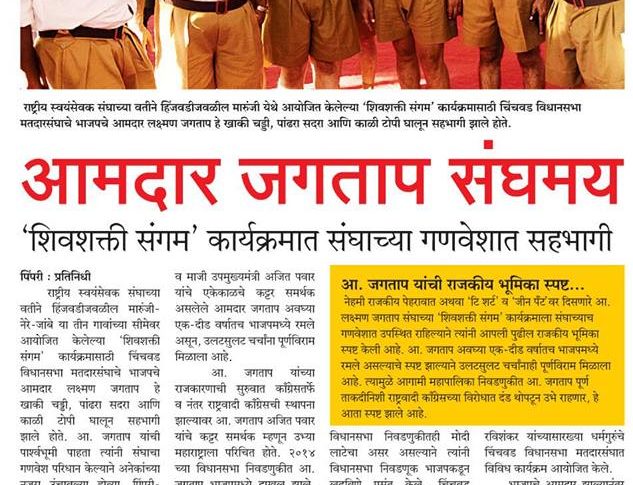 राष्ट्रीय स्वयंसेवक संघाच्या वतीने हिंजवडीजवळील मारुंजी येथे आयोजित केलेल्या ‘शिवशक्ती संगम’ कार्यक्रमासाठी चिंचवड विधानसभा
मतदारसंघाचे भाजपचे आमदार लक्ष्मण जगताप हे खाकी चड्डी, पांढरा सदरा आणि काळी टोपी घालून सहभागी झाले होते.
आमदार जगताप संघमय
‘शिवशक्ती संगम’ कार्यक्रमात संघाच्या गणवेशात सहभागी
पिंपरी : प्रतिनिधी
राष्ट्रीय स्वयंसेवक संघाच्या
वतीने हिंजवडीजवळील मारुंजी-
नेरे-जांबे या तीन गावांच्या सीमेवर
आयोजित केलेल्या ‘शिवशक्ती
संगम’ कार्यक्रमासाठी चिंचवड
विधानसभा मतदारसंघाचे भाजपचे
आमदार लक्ष्मण जगताप हे
खाकी चड्डी, पांढरा सदरा आणि
काळी टोपी घालून सहभागी
झाले होते. आ. जगताप यांची
पार्श्वभूमी पाहता त्यांनी संघाचा
गणवेश परिधान केल्याने अनेकांच्या
व माजी उपमुख्यमंत्री अजित पवार
यांचे एकेकाळचे कट्टर समर्थक
असलेले आमदार जगताप अवघ्या
एक-दीड वर्षातच भाजपमध्ये रमले
असून, उलटसुलट चर्चांना पूर्णविराम
मिळाला आहे.
आ. जगताप यांच्या
राजकारणाची सुरुवात काँग्रेसतर्फे
व नंतर राष्ट्रवादी काँग्रेसची स्थापना
झाल्यावर आ. जगताप अजित पवार
यांचे कट्टर समर्थक म्हणून उभ्या
महाराष्ट्राला परिचित होते. २०१४
च्या विधानसभा निवडणुकीत आ.
आ. जगताप यांची राजकीय भूमिका स्पष्ट...
नेहमी राजकीय पेहरावात अथवा ‘टि शर्ट’ व ‘जीन पँट’वर दिसणारे आ.
लक्ष्मण जगताप संघाच्या ‘शिवशक्ती संगम’ कार्यक्रमाला संघाच्याच
गणवेशात उपस्थित राहिल्याने त्यांनी आपली पुढील राजकीय भूमिका
स्पष्ट केली आहे. आ. जगताप अवघ्या एक-दीड वर्षातच भाजपमध्ये
रमले असल्याचे स्पष्ट झाल्याने उलटसुलट चर्चांनाही पूर्णविराम मिळाला
आहे. त्यामुळे आगामी महापालिका निवडणुकीत आ. जगताप पूर्ण
ताकदीनिशी राष्ट्रवादी काँग्रेसच्या विरोधात दंड थोपटून उभे राहणार, हे
आता स्पष्ट झाले आहे.
विधानसभा निवडणुकीतही मोदी
लाटेचा असर असल्याने त्यांनी
विधानसभा निवडणूक भाजपकडून
रविशंकर यांच्यासारख्या धर्मगुरुंचे
चिंचवड विधानसभा मतदारसंघात
विविध कार्यक्रम आयोजित केले.